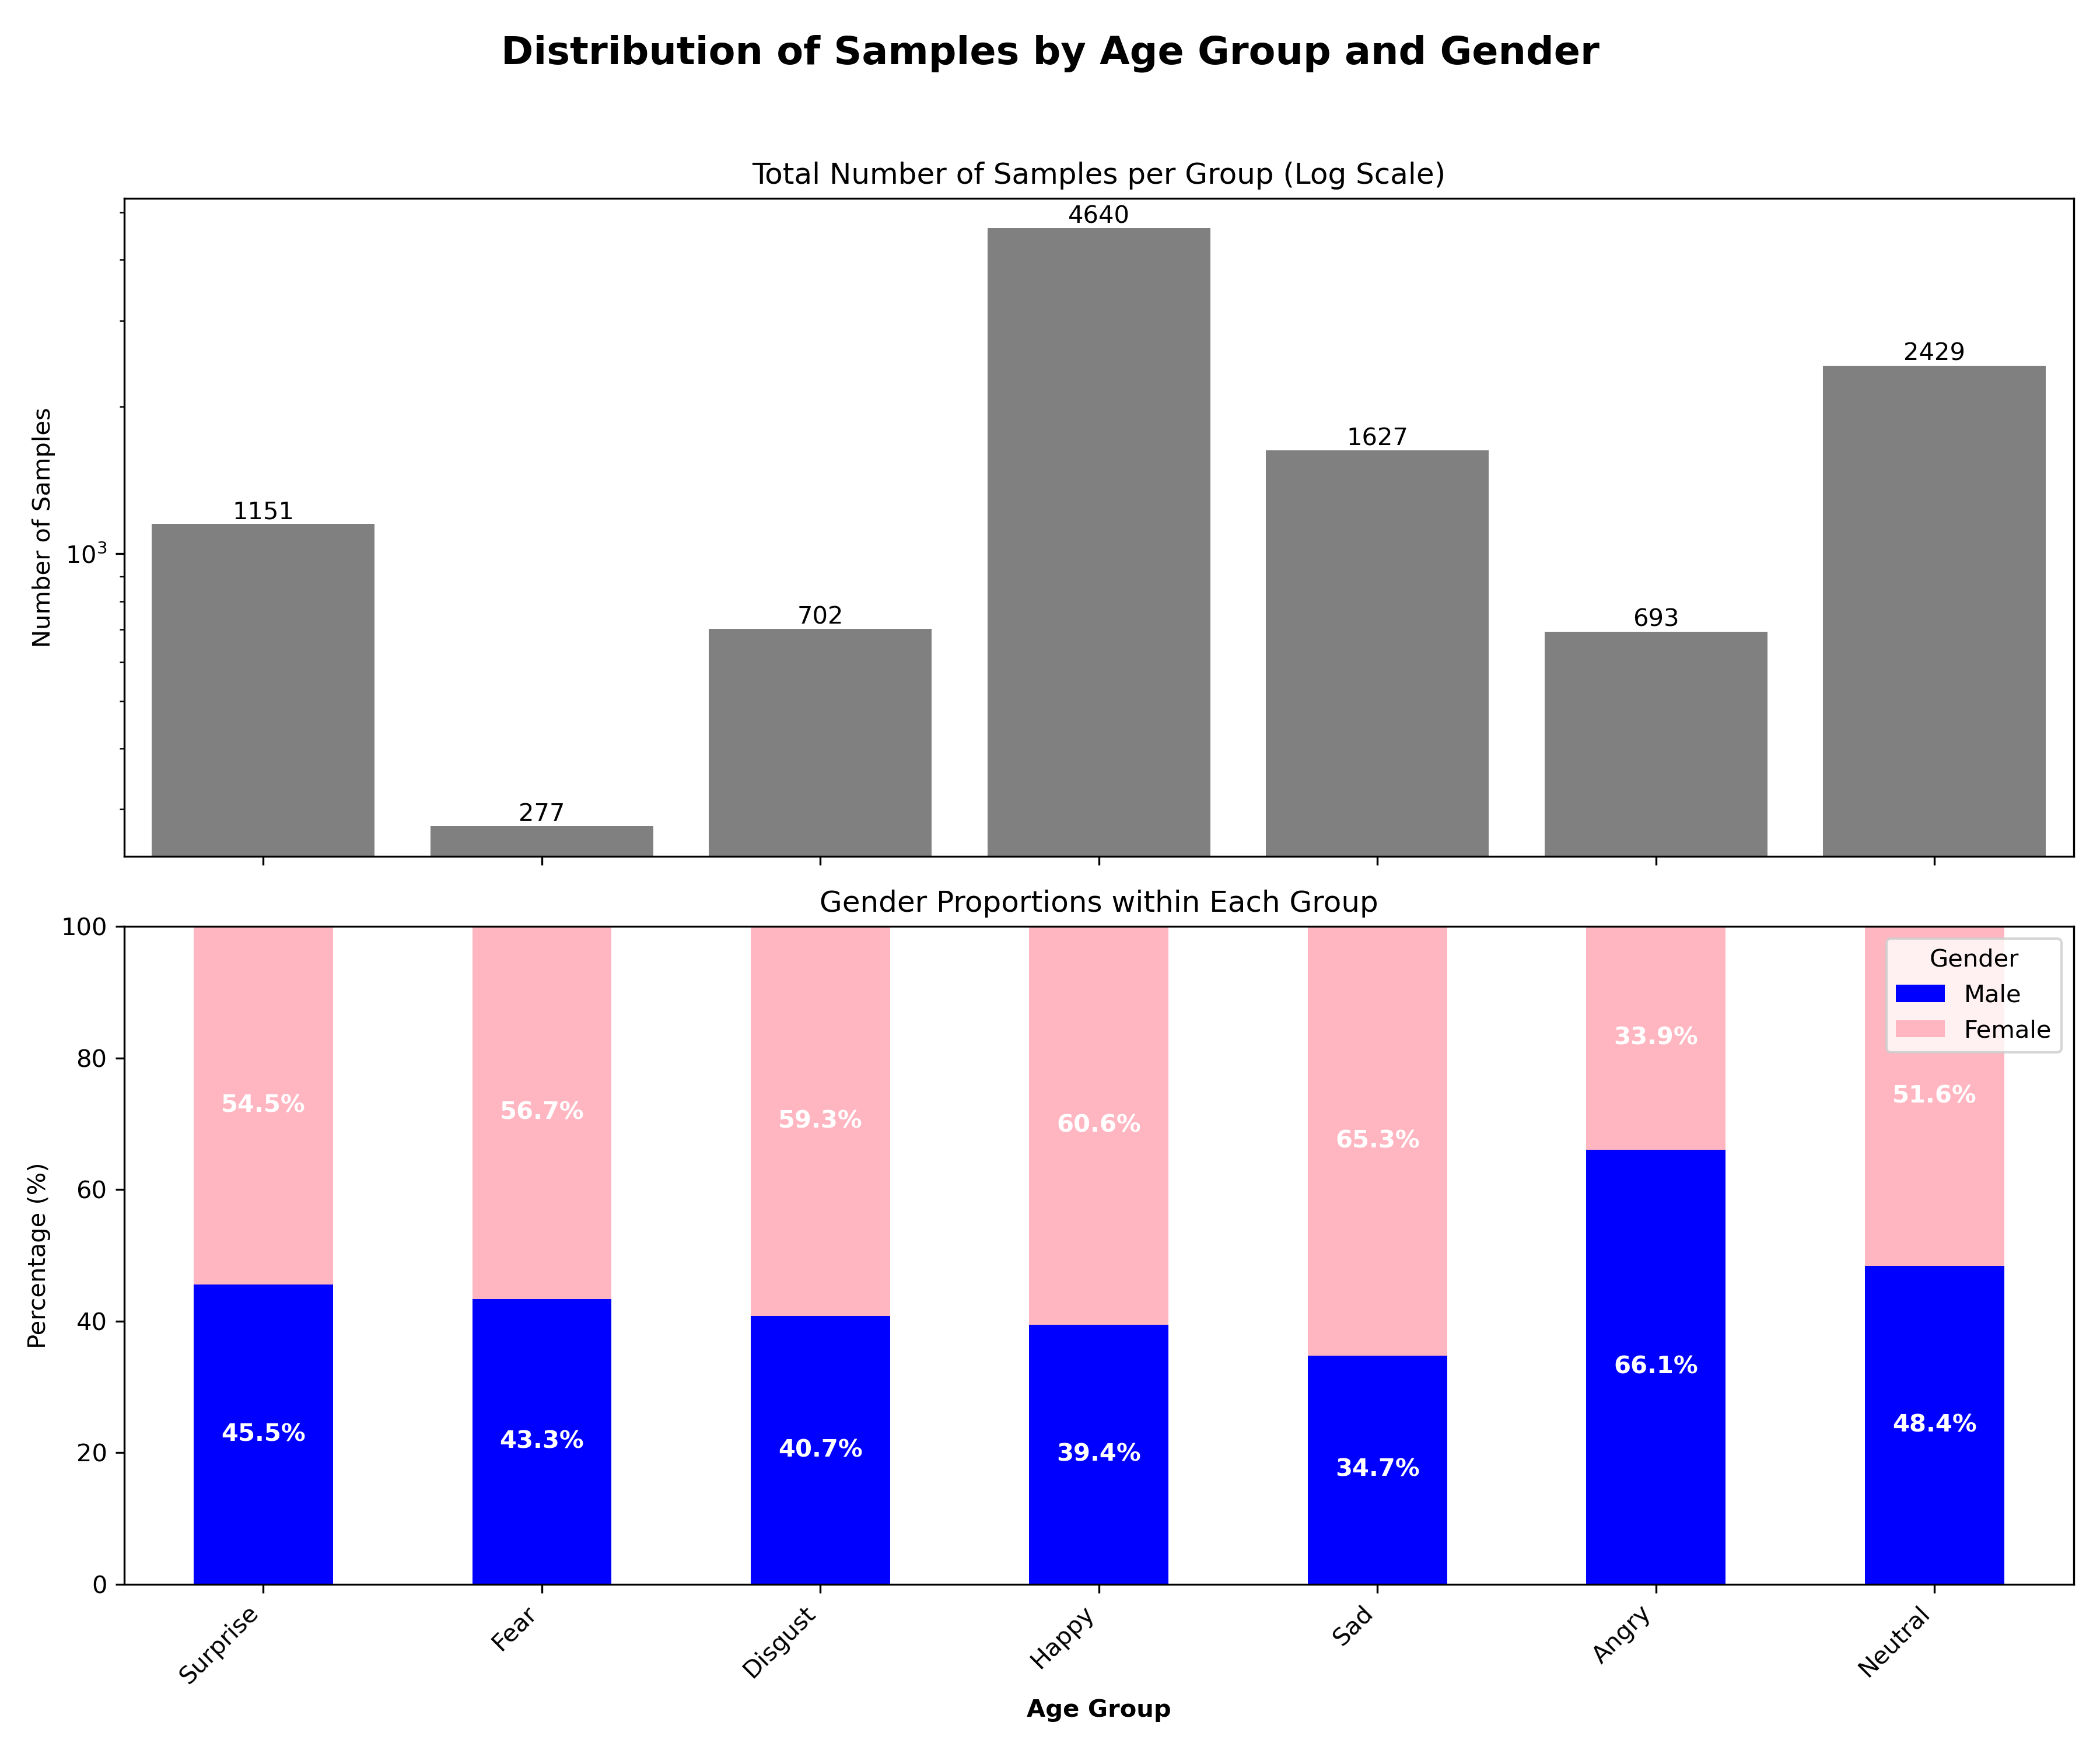 Distribution of Samples by Age Group and Gender
Total Number of Samples per Group (Log Scale)
Number of Samples
10³
1151
277
702
4640
1627
693
2429
Gender Proportions within Each Group
Percentage (%)
100
80
60
40
20
0
Gender
Male
Female
54.5%
56.7%
59.3%
60.6%
65.3%
33.9%
51.6%
45.5%
43.3%
40.7%
39.4%
34.7%
66.1%
48.4%
Surprise
Fear
Disgust
Happy
Sad
Angry
Neutral
Age Group